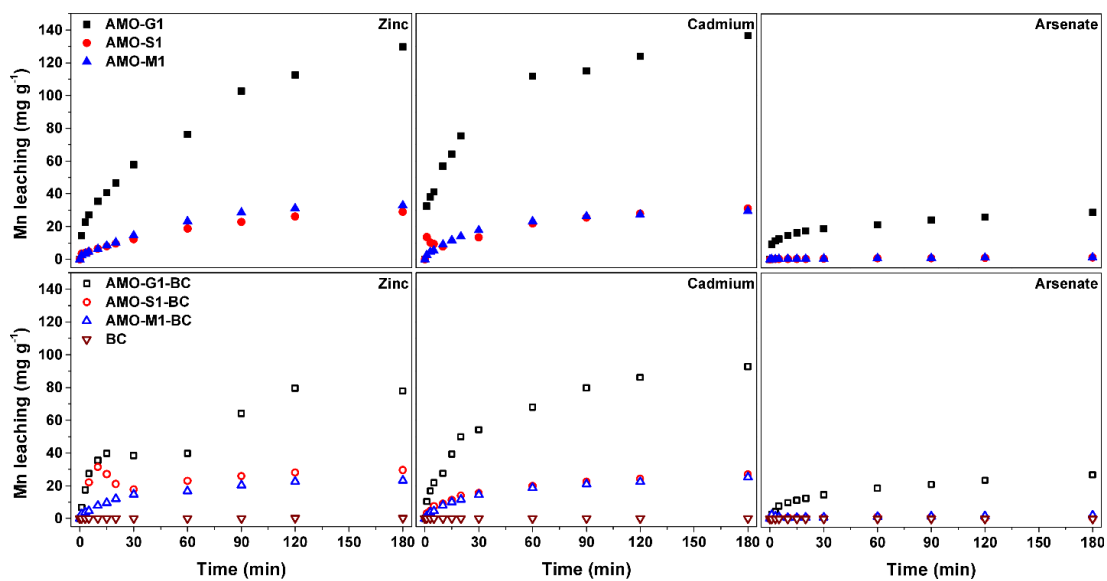 Mn leaching (mg g⁻¹)
140
120
100
80
60
40
20
0
AMO-G1
AMO-S1
AMO-M1
Zinc
Cadmium
Arsenate
Mn leaching (mg g⁻¹)
140
120
100
80
60
40
20
0
AMO-G1-BC
AMO-S1-BC
AMO-M1-BC
BC
Zinc
Cadmium
Arsenate
0 30 60 90 120 150 180 0 30 60 90 120 150 180 0 30 60 90 120 150 180
Time (min) Time (min) Time (min)